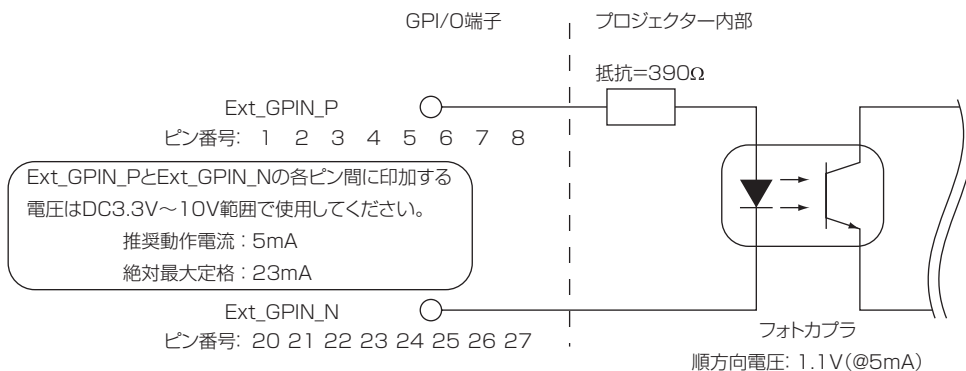 GPI/O端子
プロジェクター内部
抵抗=390Ω
Ext_GPIN_P
ピン番号: 1 2 3 4 5 6 7 8
Ext_GPIN_PとExt_GPIN_Nの各ピン間に印加する
電圧はDC3.3V～10V範囲で使用してください。
推奨動作電流：5mA
絶対最大定格：23mA
Ext_GPIN_N
ピン番号: 20 21 22 23 24 25 26 27
フォトカプラ
順方向電圧: 1.1V(@5mA)